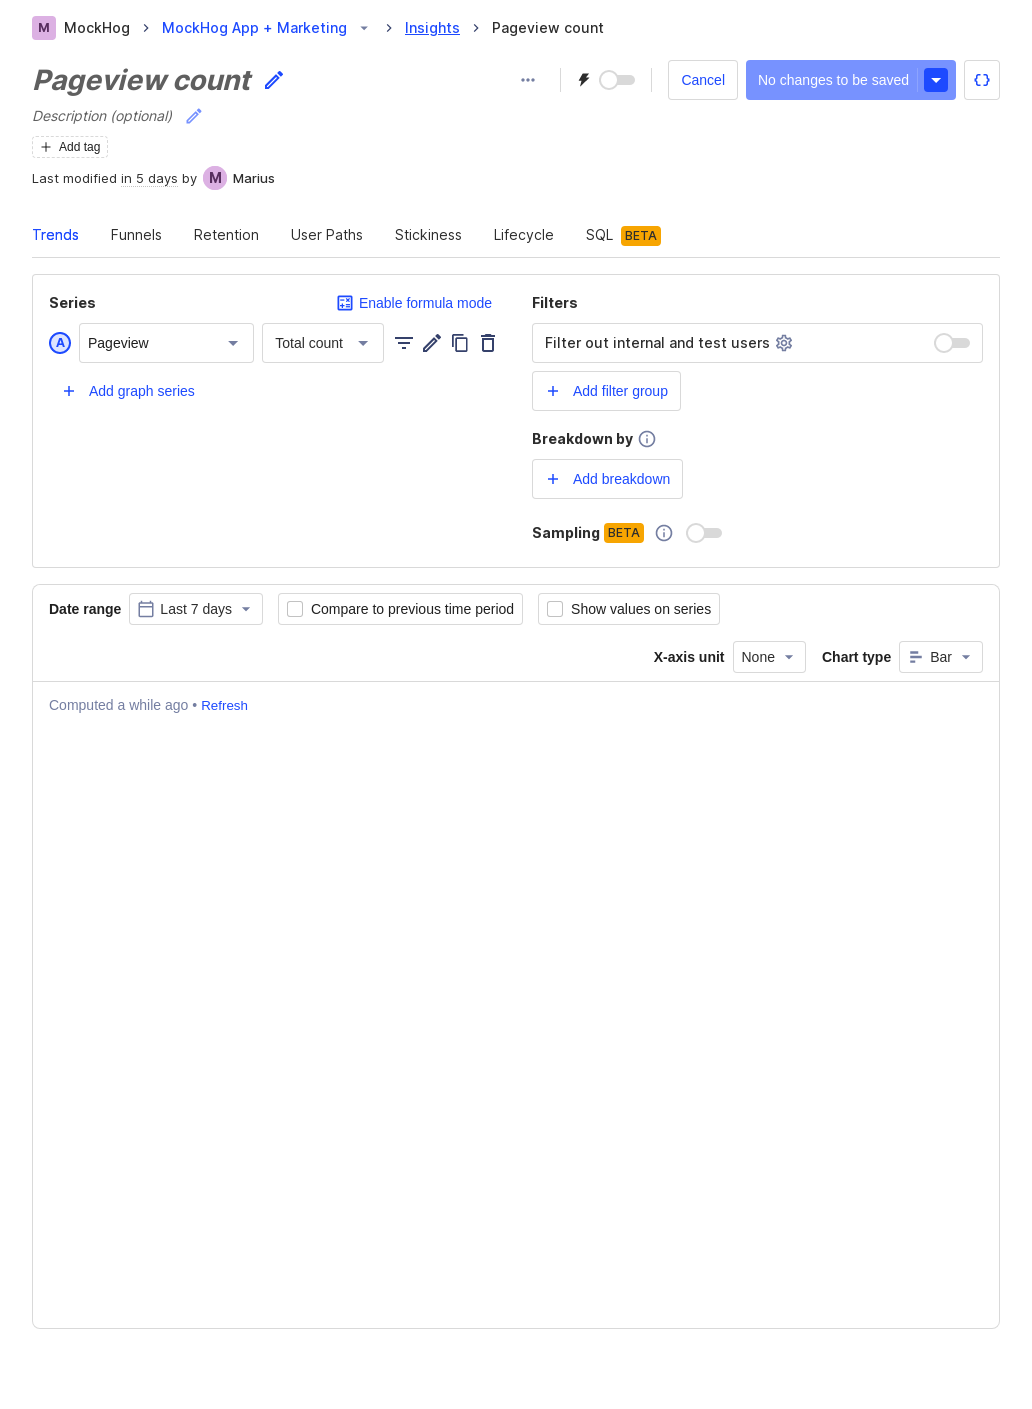 M MockHog MockHog App + Marketing Insights Pageview count
Pageview count
Cancel No changes to be saved
Description (optional)
Add tag
Last modified in 5 days by M Marius
Trends Funnels Retention User Paths Stickiness Lifecycle SQL BETA
Series Enable formula mode
A Pageview Total count
Add graph series
Filters
Filter out internal and test users
Add filter group
Breakdown by
Add breakdown
Sampling BETA
Date range Last 7 days Compare to previous time period Show values on series
X-axis unit None Chart type Bar
Computed a while ago • Refresh